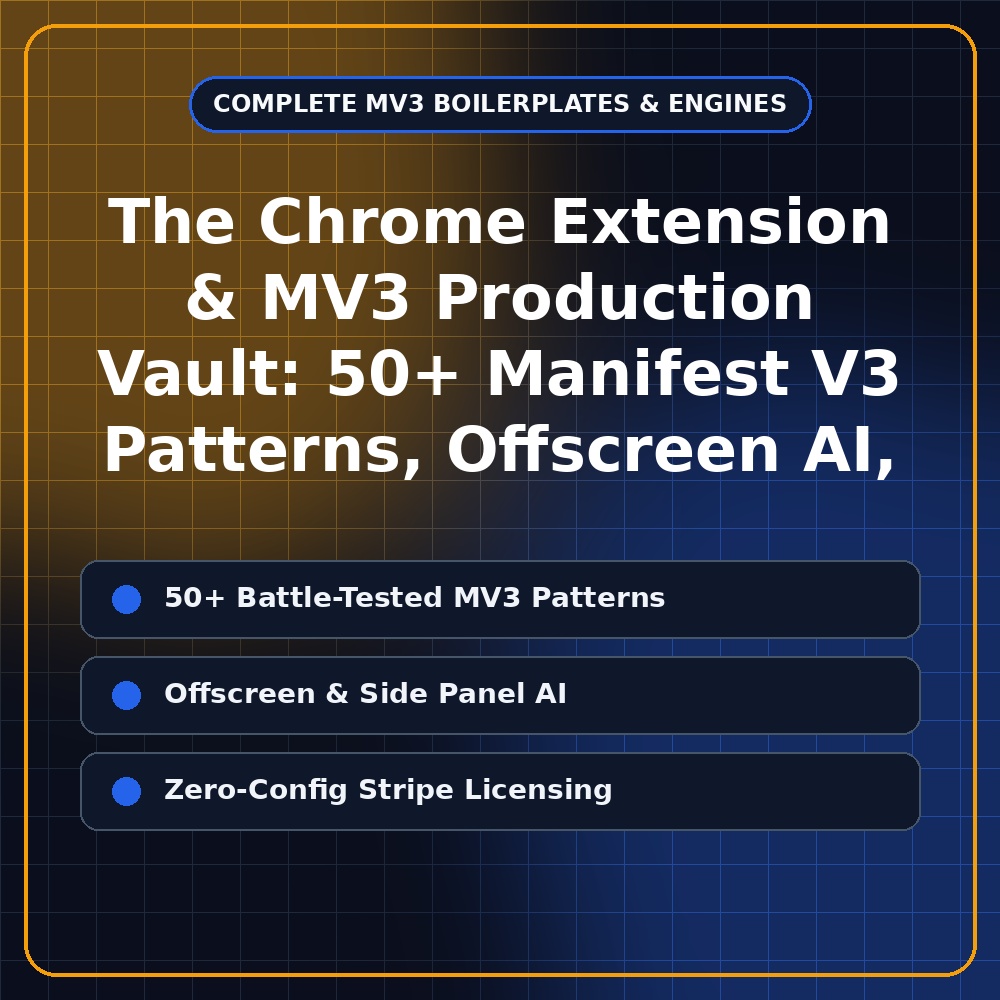 COMPLETE MV3 BOILERPLATES & ENGINES
The Chrome Extension
& MV3 Production
Vault: 50+ Manifest V3
Patterns, Offscreen AI,
50+ Battle-Tested MV3 Patterns
Offscreen & Side Panel AI
Zero-Config Stripe Licensing